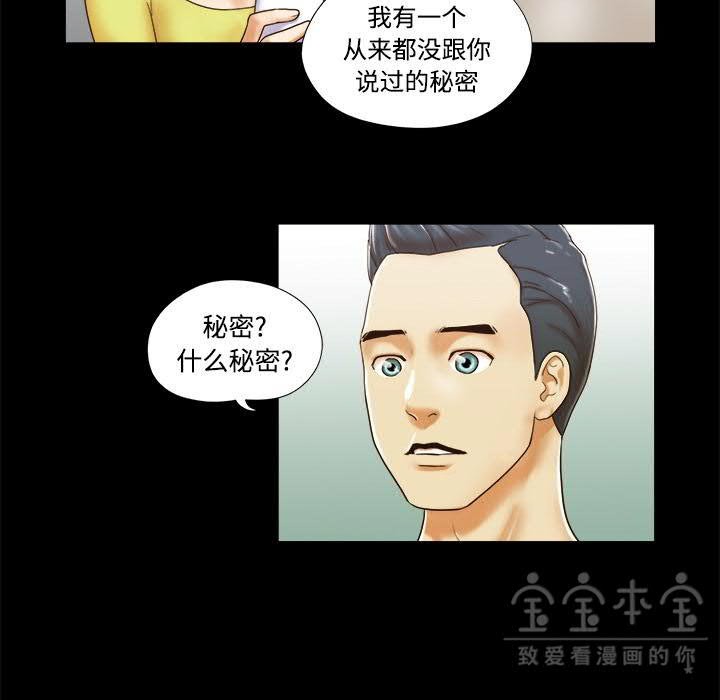 我有一个
从来都没跟你
说过的秘密
秘密?
什么秘密?
宝宝本宝
致爱看漫画的你